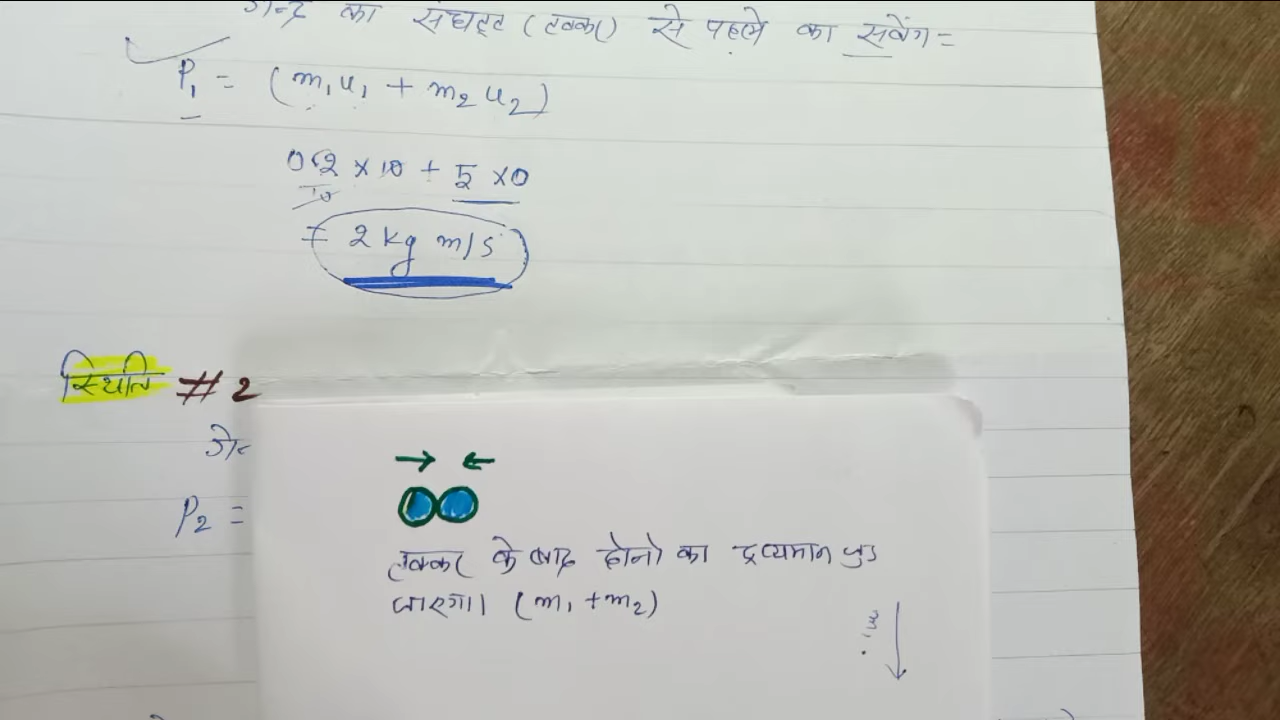 गेन्द का संघट्ट (टक्कर) से पहले का संवेग =
P₁ = (m₁u₁ + m₂u₂)
0.2 × 10 + 5 × 0
= 2 kg m/s
स्थिति # 2
P₂ =
टक्कर के बाद दोनो का द्रव्यमान जुड
जाएगा। (m₁ + m₂)